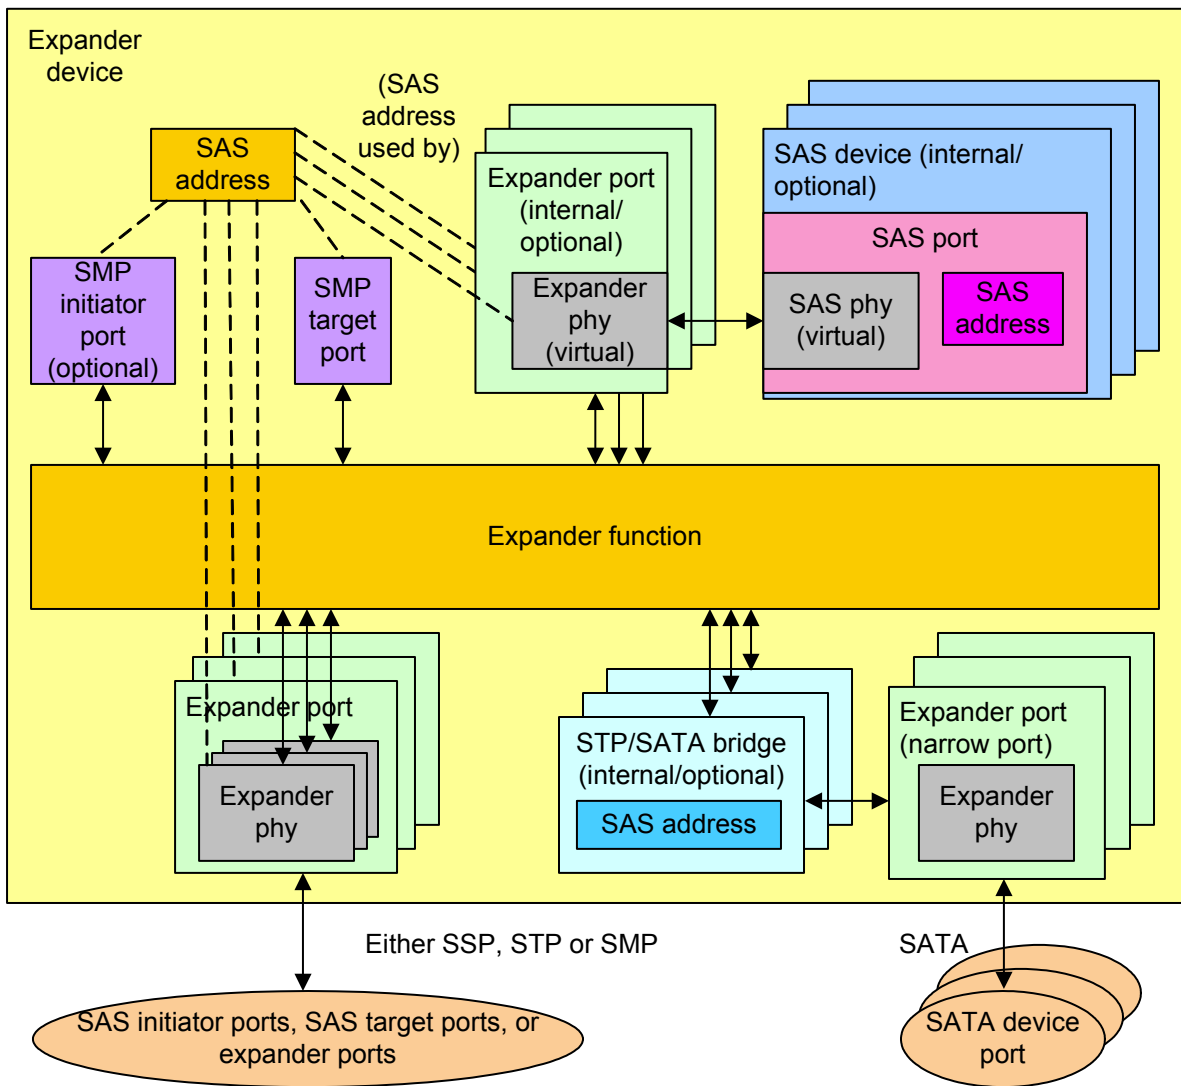 Expander
device
(SAS
address
used by)
SAS
address
Expander port
(internal/
optional)
Expander
phy
(virtual)
SAS device (internal/
optional)
SAS port
SAS phy
(virtual)
SAS
address
SMP
initiator
port
(optional)
SMP
target
port
Expander function
Expander port
Expander
phy
STP/SATA bridge
(internal/optional)
SAS address
Expander port
(narrow port)
Expander
phy
Either SSP, STP or SMP
SATA
SAS initiator ports, SAS target ports, or
expander ports
SATA device
port